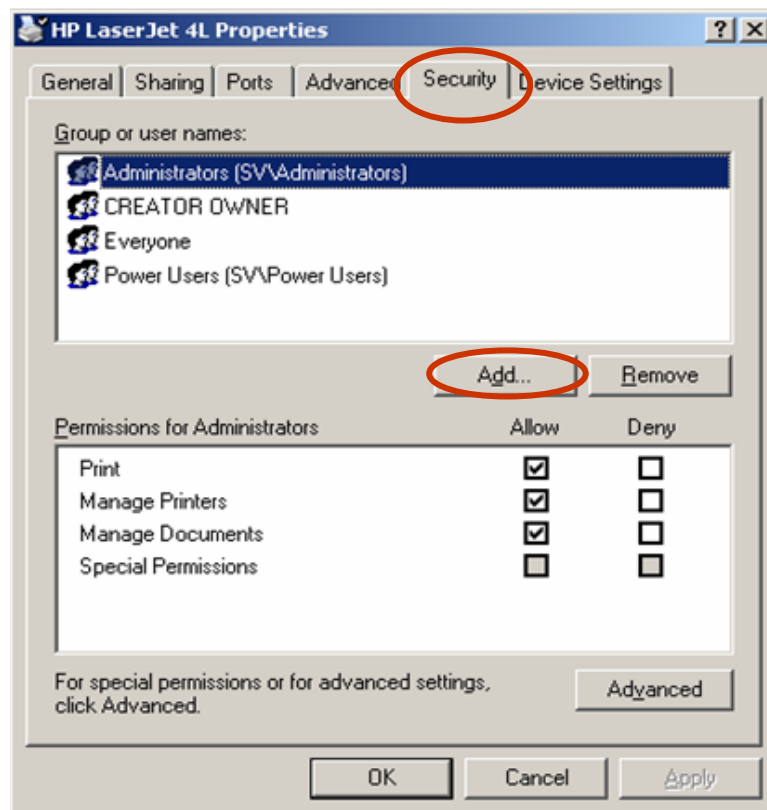 HP LaserJet 4L Properties
General Sharing Ports Advanced Security Device Settings
Group or user names:
Administrators (SV\Administrators)
CREATOR OWNER
Everyone
Power Users (SV\Power Users)
Add... Remove
Permissions for Administrators Allow Deny
Print
Manage Printers
Manage Documents
Special Permissions
For special permissions or for advanced settings,
click Advanced.
Advanced
OK Cancel Apply